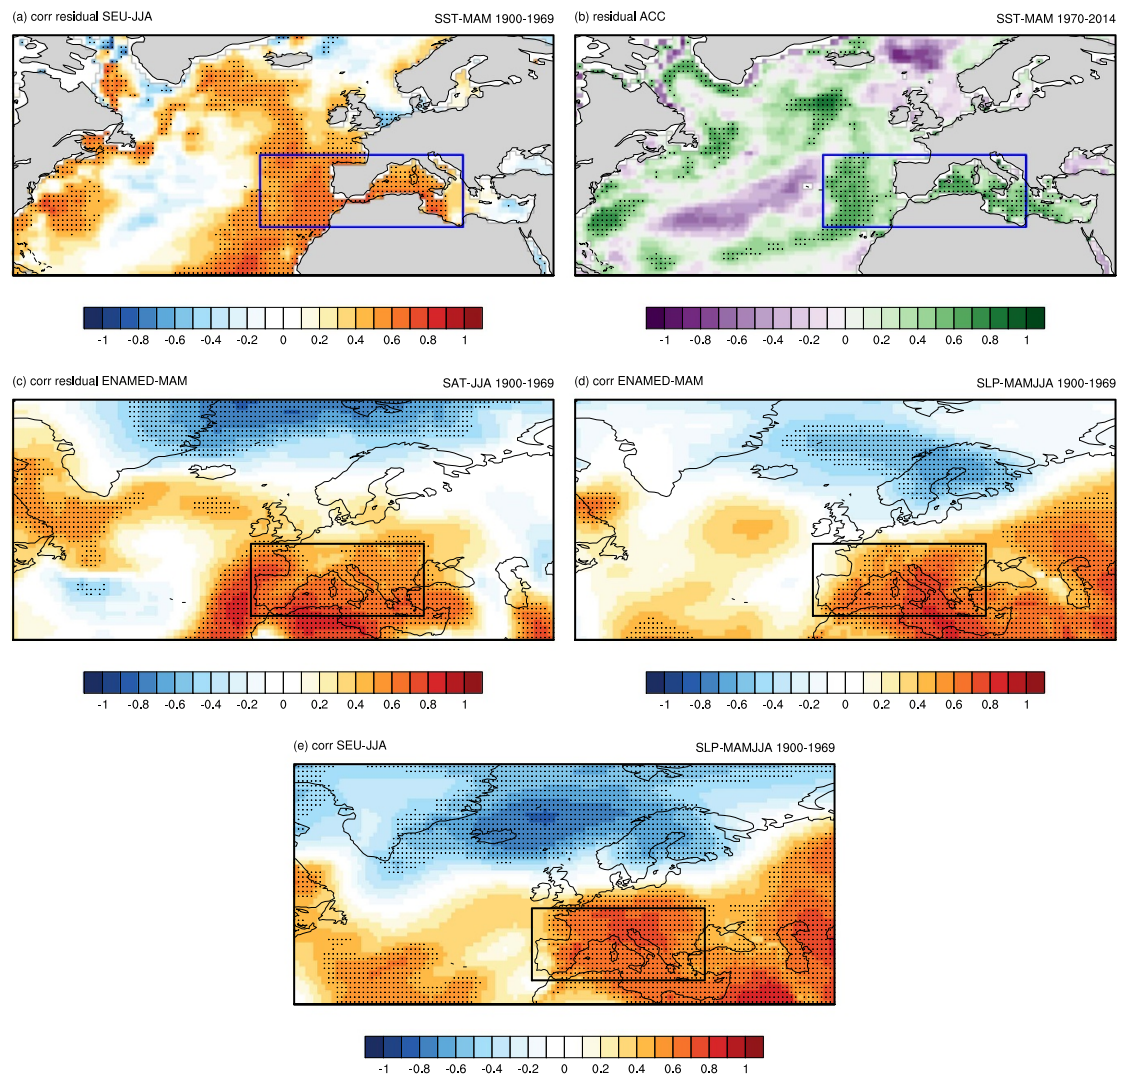 (a) corr residual SEU-JJA SST-MAM 1900-1969
(b) residual ACC SST-MAM 1970-2014
-1 -0.8 -0.6 -0.4 -0.2 0 0.2 0.4 0.6 0.8 1
-1 -0.8 -0.6 -0.4 -0.2 0 0.2 0.4 0.6 0.8 1
(c) corr residual ENAMED-MAM SAT-JJA 1900-1969
(d) corr ENAMED-MAM SLP-MAMJJA 1900-1969
-1 -0.8 -0.6 -0.4 -0.2 0 0.2 0.4 0.6 0.8 1
-1 -0.8 -0.6 -0.4 -0.2 0 0.2 0.4 0.6 0.8 1
(e) corr SEU-JJA SLP-MAMJJA 1900-1969
-1 -0.8 -0.6 -0.4 -0.2 0 0.2 0.4 0.6 0.8 1